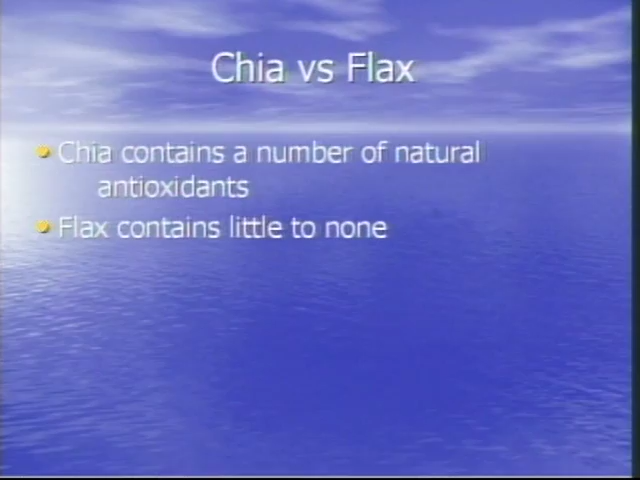 Chia vs Flax
Chia contains a number of natural
antioxidants
Flax contains little to none